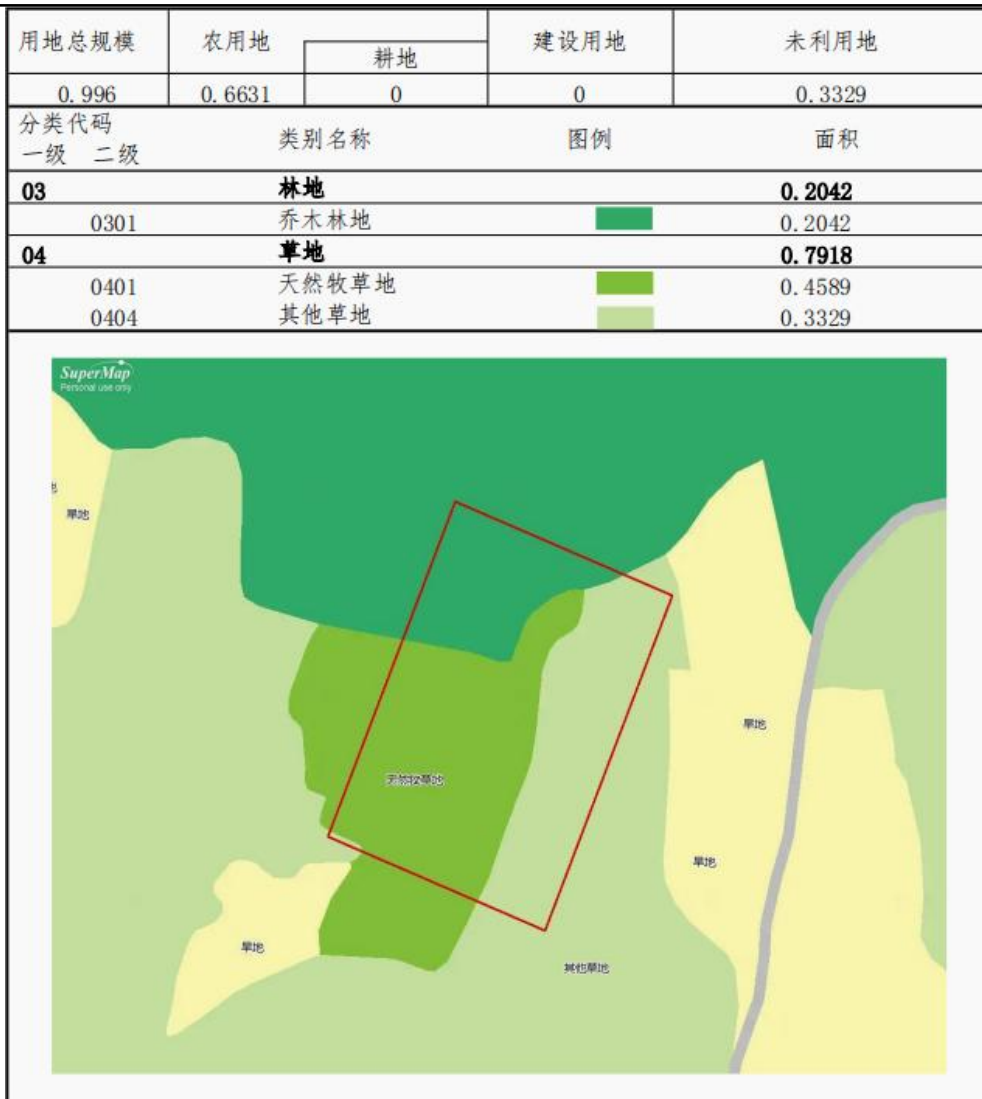 用地总规模 农用地 耕地 建设用地 未利用地
0.996 0.6631 0 0 0.3329
分类代码 类别名称 图例 面积
一级 二级
03 林地 0.2042
0301 乔木林地 0.2042
04 草地 0.7918
0401 天然牧草地 0.4589
0404 其他草地 0.3329
SuperMap
Personal use only
旱地
旱地
天然牧草地
旱地
旱地
其他草地